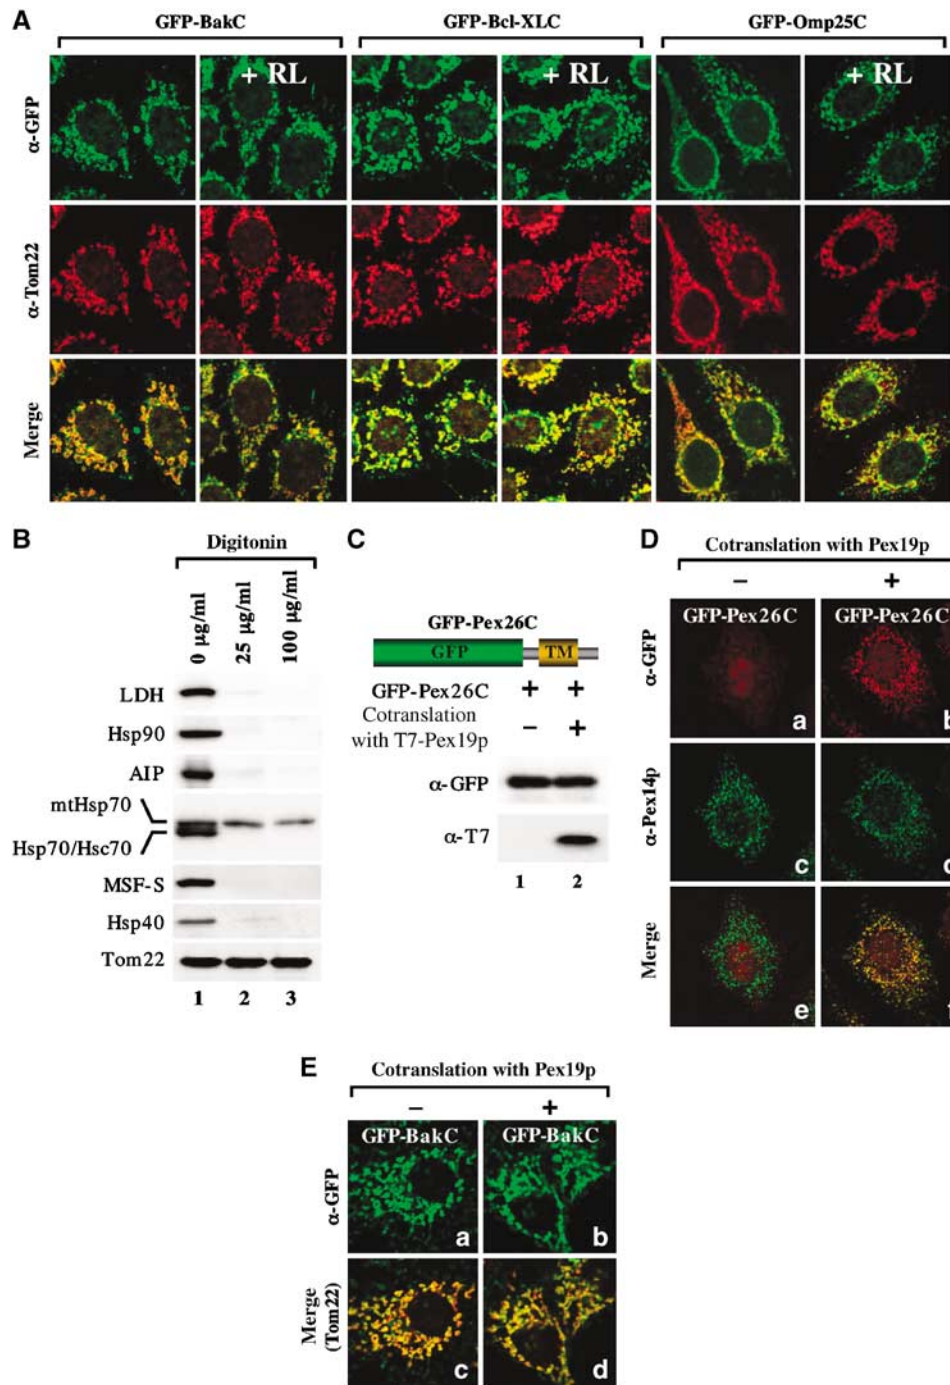 A
GFP-BakC
GFP-Bcl-XLC
GFP-Omp25C
+ RL
+ RL
+ RL
α-GFP
α-Tom22
Merge
B
Digitonin
0 µg/ml
25 µg/ml
100 µg/ml
LDH
Hsp90
AIP
mtHsp70
Hsp70/Hsc70
MSF-S
Hsp40
Tom22
1 2 3
C
GFP-Pex26C
GFP TM
GFP-Pex26C + +
Cotranslation
with T7-Pex19p − +
α-GFP
α-T7
1 2
D
Cotranslation with Pex19p
− +
GFP-Pex26C GFP-Pex26C
α-GFP
a b
α-Pex14p
c d
Merge
e f
E
Cotranslation with Pex19p
− +
GFP-BakC GFP-BakC
α-GFP
a b
Merge
(Tom22)
c d